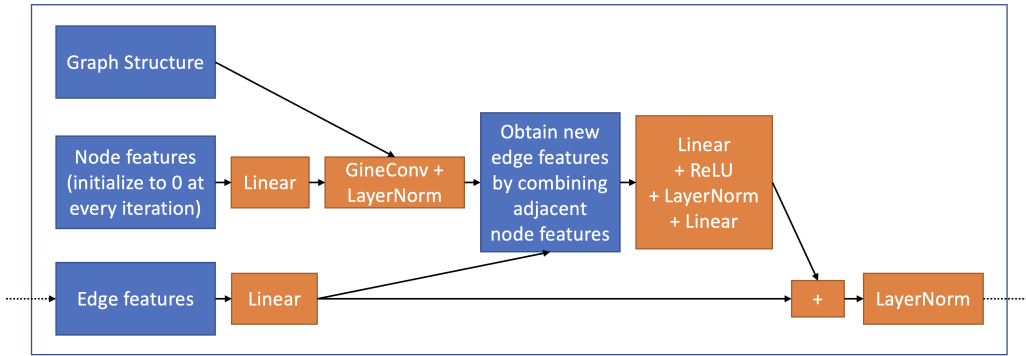 Graph Structure
Node features
(initialize to 0 at
every iteration)
Linear
GineConv +
LayerNorm
Obtain new
edge features
by combining
adjacent
node features
Linear
+ ReLU
+ LayerNorm
+ Linear
Edge features
Linear
+
LayerNorm